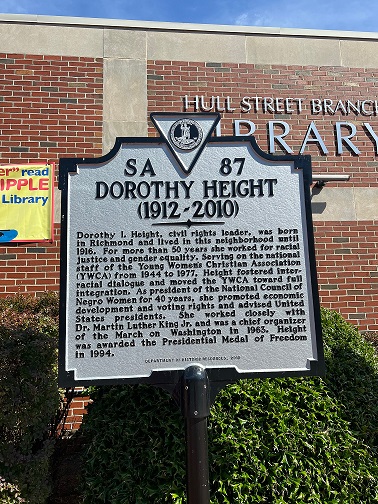 HULL STREET BRANCH
LIBRARY
er" read
IPPLE
Library
SA 87
DOROTHY HEIGHT
(1912-2010)
Dorothy I. Height, civil rights leader, was born
in Richmond and lived in this neighborhood until
1916. For more than 50 years she worked for racial
justice and gender equality. Serving on the national
staff of the Young Women's Christian Association
(YWCA) from 1944 to 1977, Height fostered inter-
racial dialogue and moved the YWCA toward full
integration. As president of the National Council of
Negro Women for 40 years, she promoted economic
development and voting rights and advised United
States presidents. She worked closely with
Dr. Martin Luther King Jr. and was a chief organizer
of the March on Washington in 1963. Height
was awarded the Presidential Medal of Freedom
in 1994.
DEPARTMENT OF HISTORIC RESOURCES,